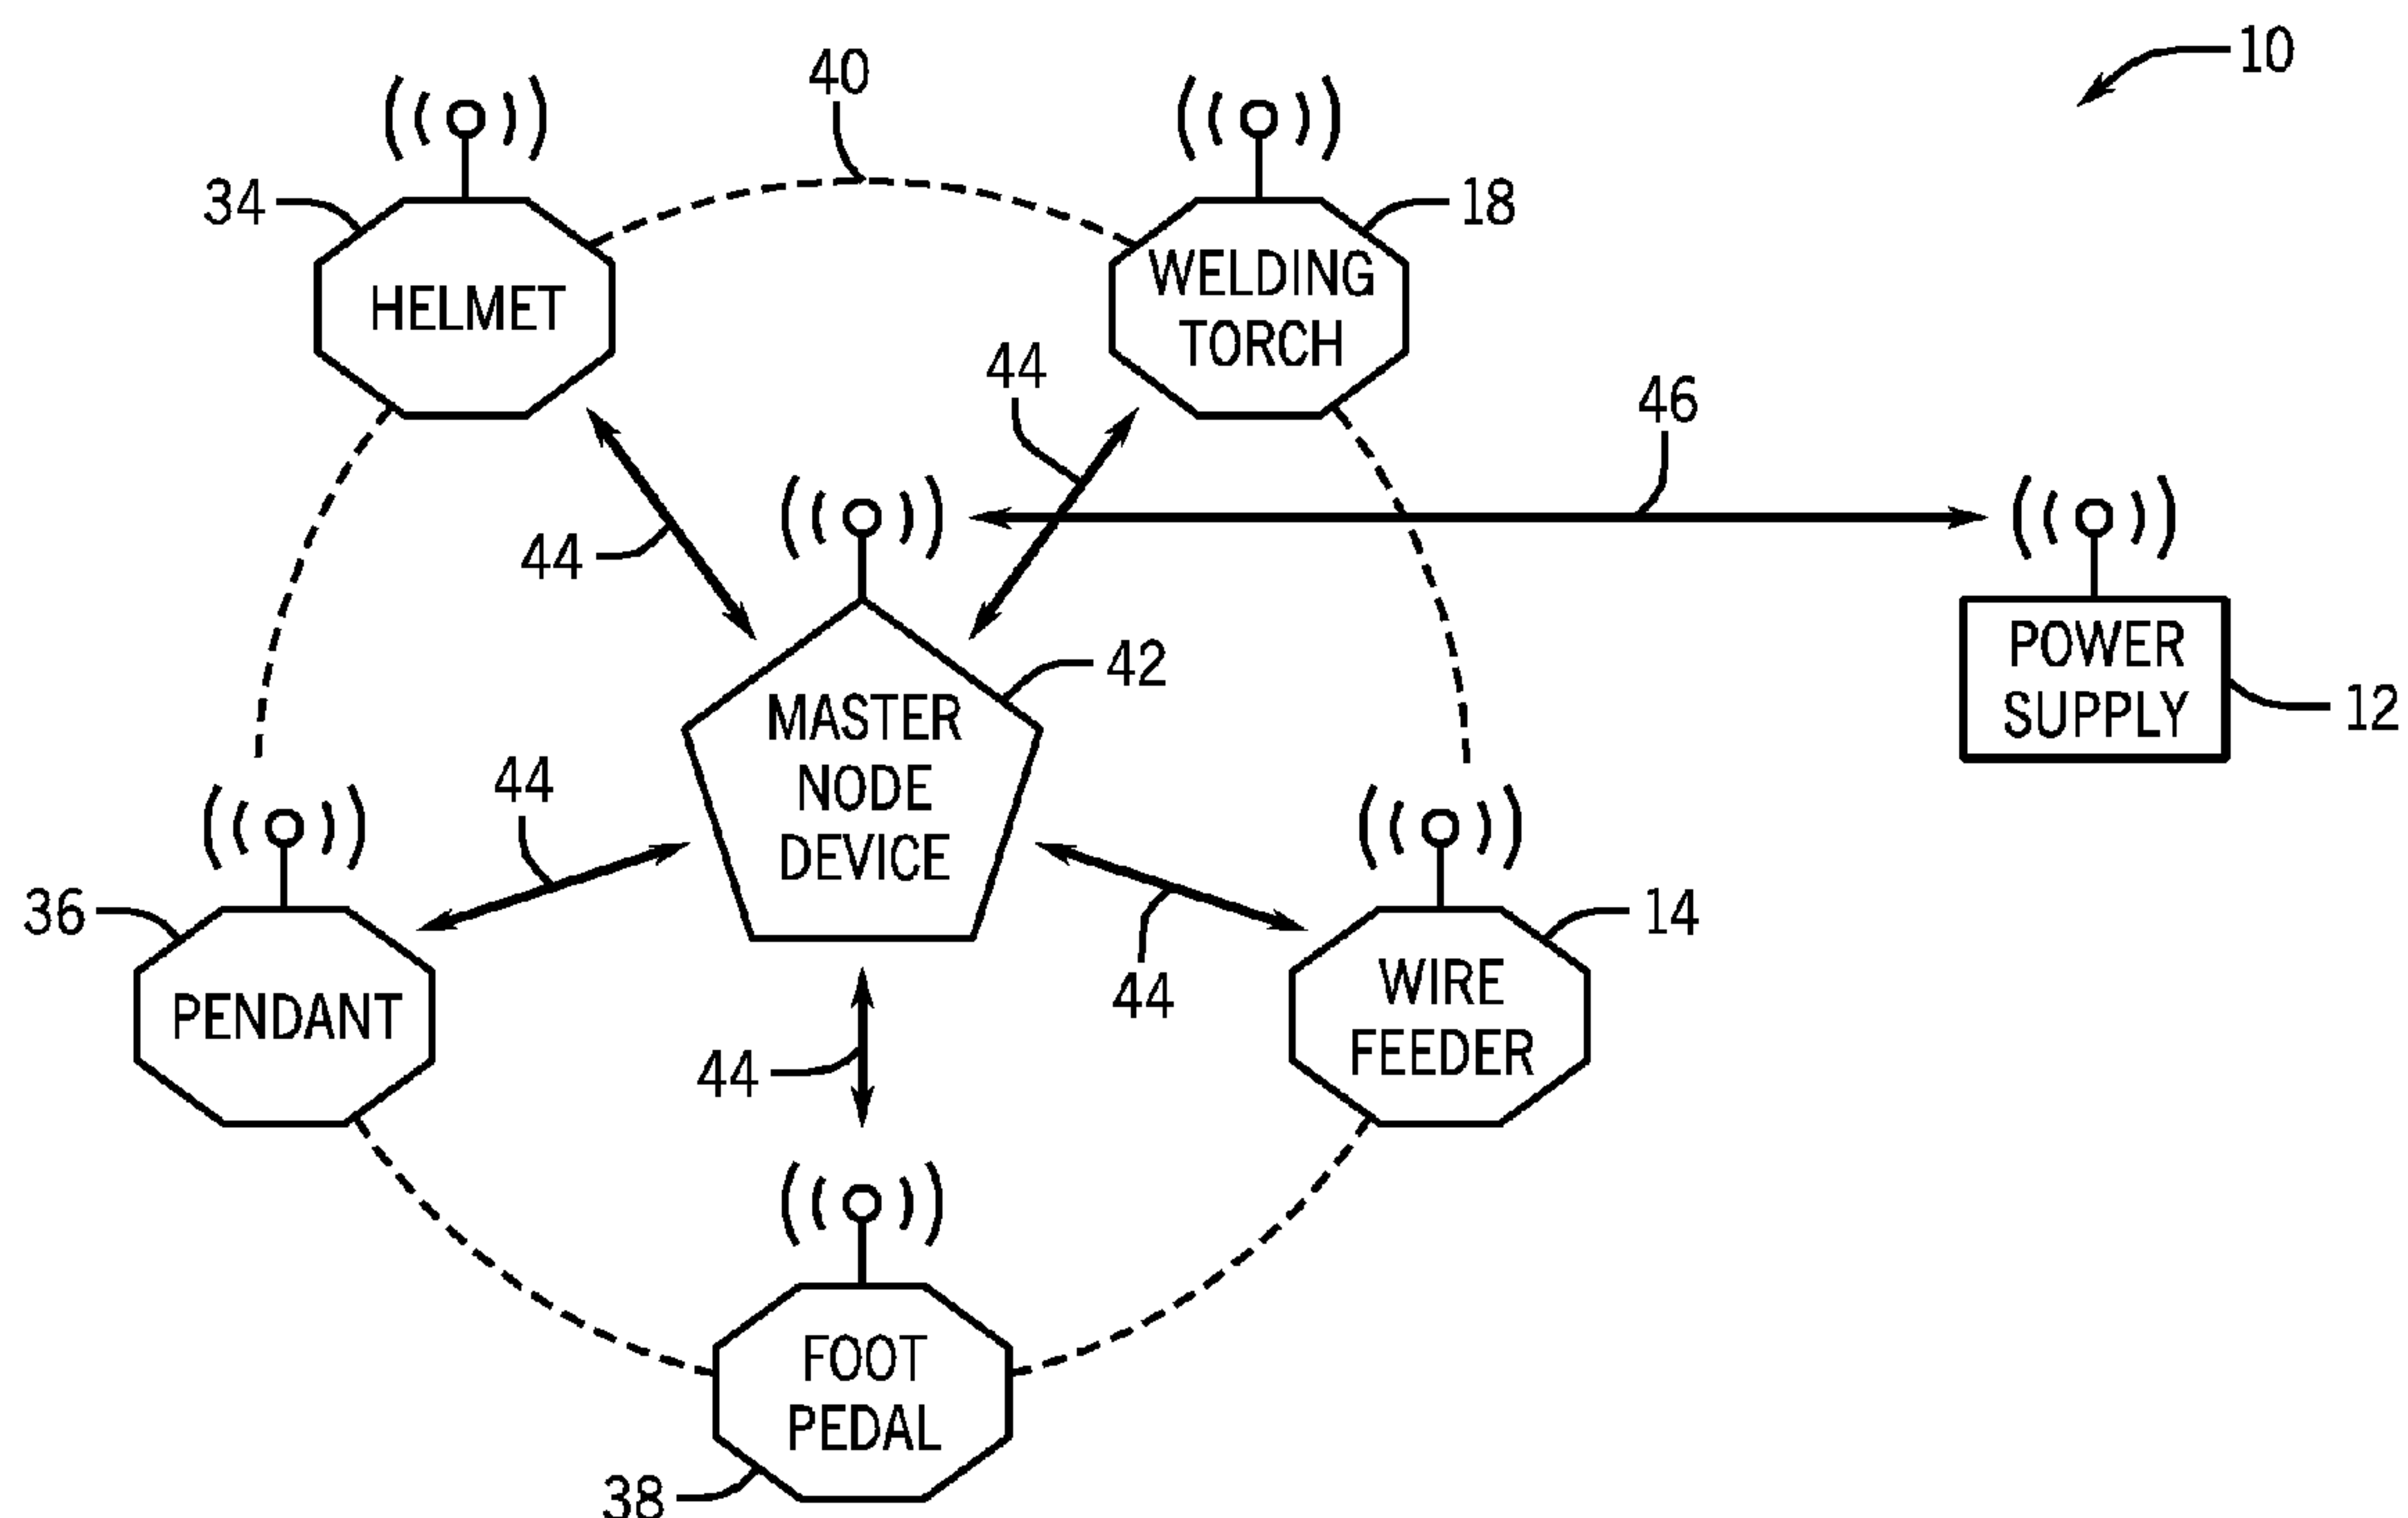 10
40
34
HELMET
18
WELDING
TORCH
44
46
44
POWER
SUPPLY
12
42
MASTER
NODE
DEVICE
44
36
PENDANT
44
14
WIRE
FEEDER
44
FOOT
PEDAL
38